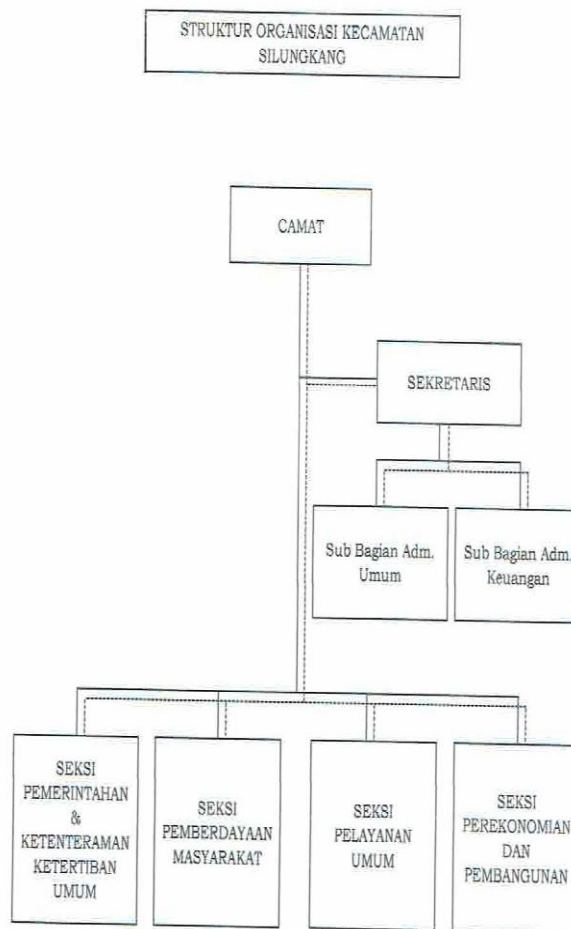 STRUKTUR ORGANISASI KECAMATAN
SILUNGKANG
CAMAT
SEKRETARIS
Sub Bagian Adm.
Umum
Sub Bagian Adm.
Keuangan
SEKSI
PEMERINTAHAN
&
KETENTERAMAN
KETERTIBAN
UMUM
SEKSI
PEMBERDAYAAN
MASYARAKAT
SEKSI
PELAYANAN
UMUM
SEKSI
PEREKONOMIAN
DAN
PEMBANGUNAN